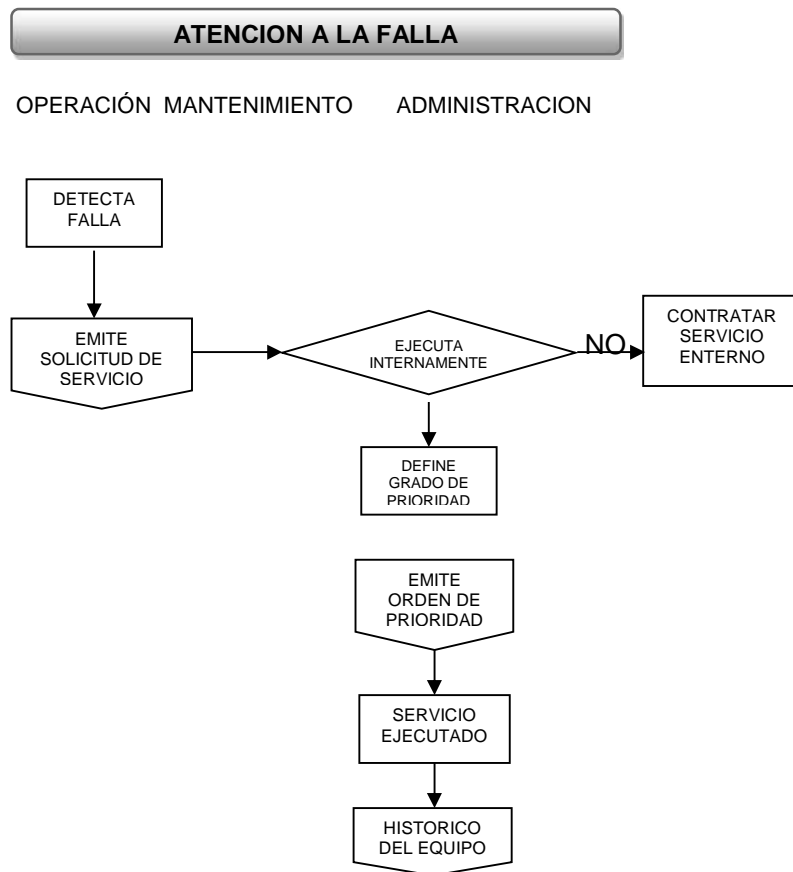 ATENCION A LA FALLA
OPERACIÓN MANTENIMIENTO ADMINISTRACION
DETECTA
FALLA
EMITE
SOLICITUD DE
SERVICIO
EJECUTA
INTERNAMENTE
NO
CONTRATAR
SERVICIO
ENTERNO
DEFINE
GRADO DE
PRIORIDAD
EMITE
ORDEN DE
PRIORIDAD
SERVICIO
EJECUTADO
HISTORICO
DEL EQUIPO